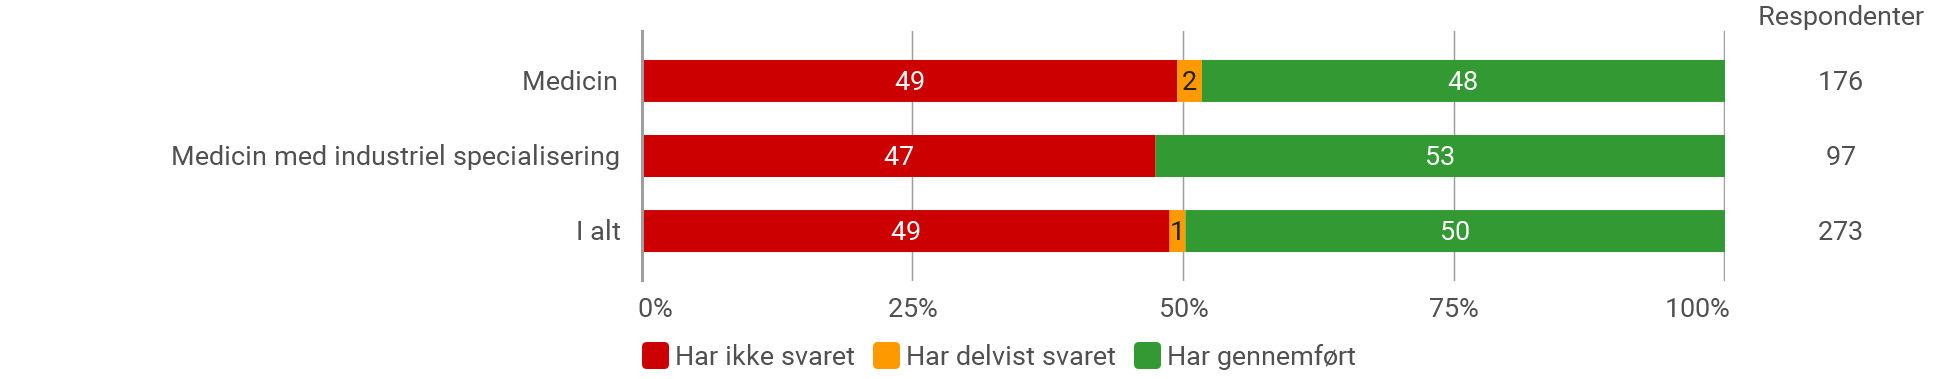 Respondenter
Medicin 49 2 48 176
Medicin med industriel specialisering 47 53 97
I alt 49 1 50 273
0% 25% 50% 75% 100%
Har ikke svaret Har delvist svaret Har gennemført